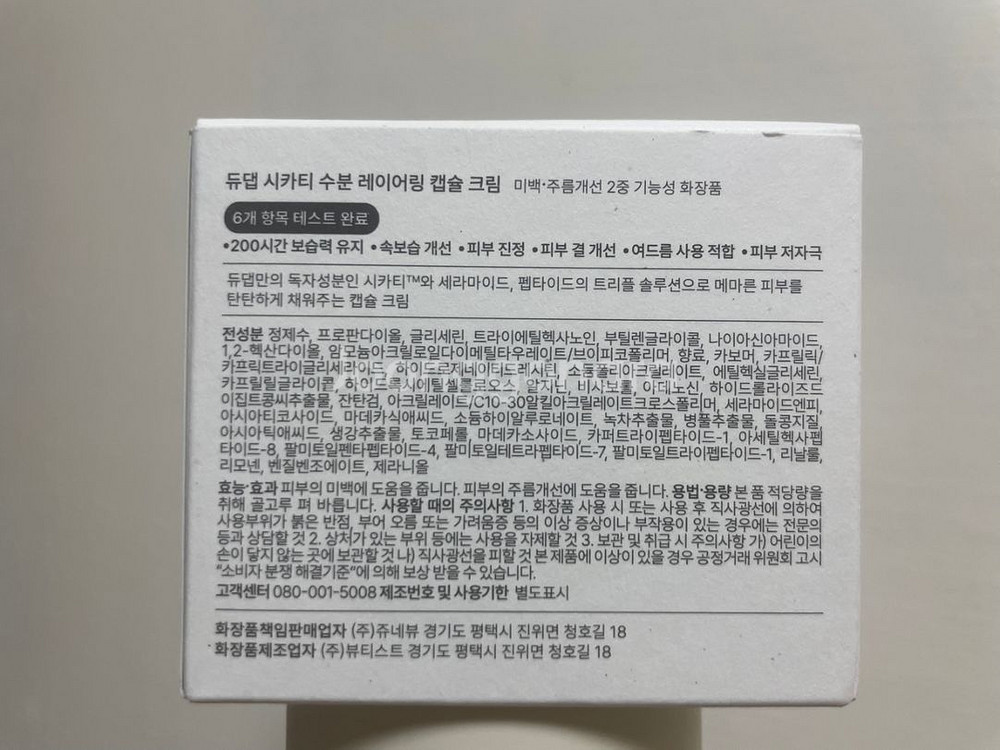 듀댑 시카티 수분 레이어링 캡슐 크림 미백·주름개선 2중 기능성 화장품
6개 항목 테스트 완료
•200시간 보습력 유지 •속보습 개선 •피부 진정 •피부 결 개선 •여드름 사용 적합 •피부 저자극
듀댑만의 독자성분인 시카티™와 세라마이드, 펩타이드의 트리플 솔루션으로 메마른 피부를
탄탄하게 채워주는 캡슐 크림
전성분 정제수, 프로판다이올, 글리세린, 트라이에틸헥사노인, 부틸렌글라이콜, 나이아신아마이드,
1,2-헥산다이올, 암모늄아크릴로일다이메틸타우레이트/브이피코폴리머, 향료, 카보머, 카프릴릭/
카프릭트라이글리세라이드, 하이드로제네이티드레시틴, 소듐폴리아크릴레이트, 에틸헥실글리세린,
카프릴릴글라이콜, 하이드록시에틸셀룰로오스, 알지닌, 비사보롤, 아데노신, 하이드롤라이즈드
이집트콩씨추출물, 잔탄검, 아크릴레이트/C10-30알킬아크릴레이트크로스폴리머, 세라마이드엔피,
아시아티코사이드, 마데카식애씨드, 소듐하이알루로네이트, 녹차추출물, 병풀추출물, 돌콩지질,
아시아틱애씨드, 생강추출물, 토코페롤, 마데카소사이드, 카퍼트라이펩타이드-1, 아세틸헥사펩
타이드-8, 팔미토일펜타펩타이드-4, 팔미토일테트라펩타이드-7, 팔미토일트라이펩타이드-1, 리날룰,
리모넨, 벤질벤조에이트, 제라니올
효능·효과 피부의 미백에 도움을 줍니다. 피부의 주름개선에 도움을 줍니다. 용법·용량 본 품 적당량을
취해 골고루 펴 바릅니다. 사용할 때의 주의사항 1. 화장품 사용 시 또는 사용 후 직사광선에 의하여
사용부위가 붉은 반점, 부어 오름 또는 가려움증 등의 이상 증상이나 부작용이 있는 경우에는 전문의
등과 상담할 것 2. 상처가 있는 부위 등에는 사용을 자제할 것 3. 보관 및 취급 시 주의사항 가) 어린이의
손이 닿지 않는 곳에 보관할 것 나) 직사광선을 피할 것 본 제품에 이상이 있을 경우 공정거래 위원회 고시
"소비자 분쟁 해결기준"에 의해 보상 받을 수 있습니다.
고객센터 080-001-5008 제조번호 및 사용기한 별도표시
화장품책임판매업자 (주)쥬네뷰 경기도 평택시 진위면 청호길 18
화장품제조업자 (주)뷰티스트 경기도 평택시 진위면 청호길 18